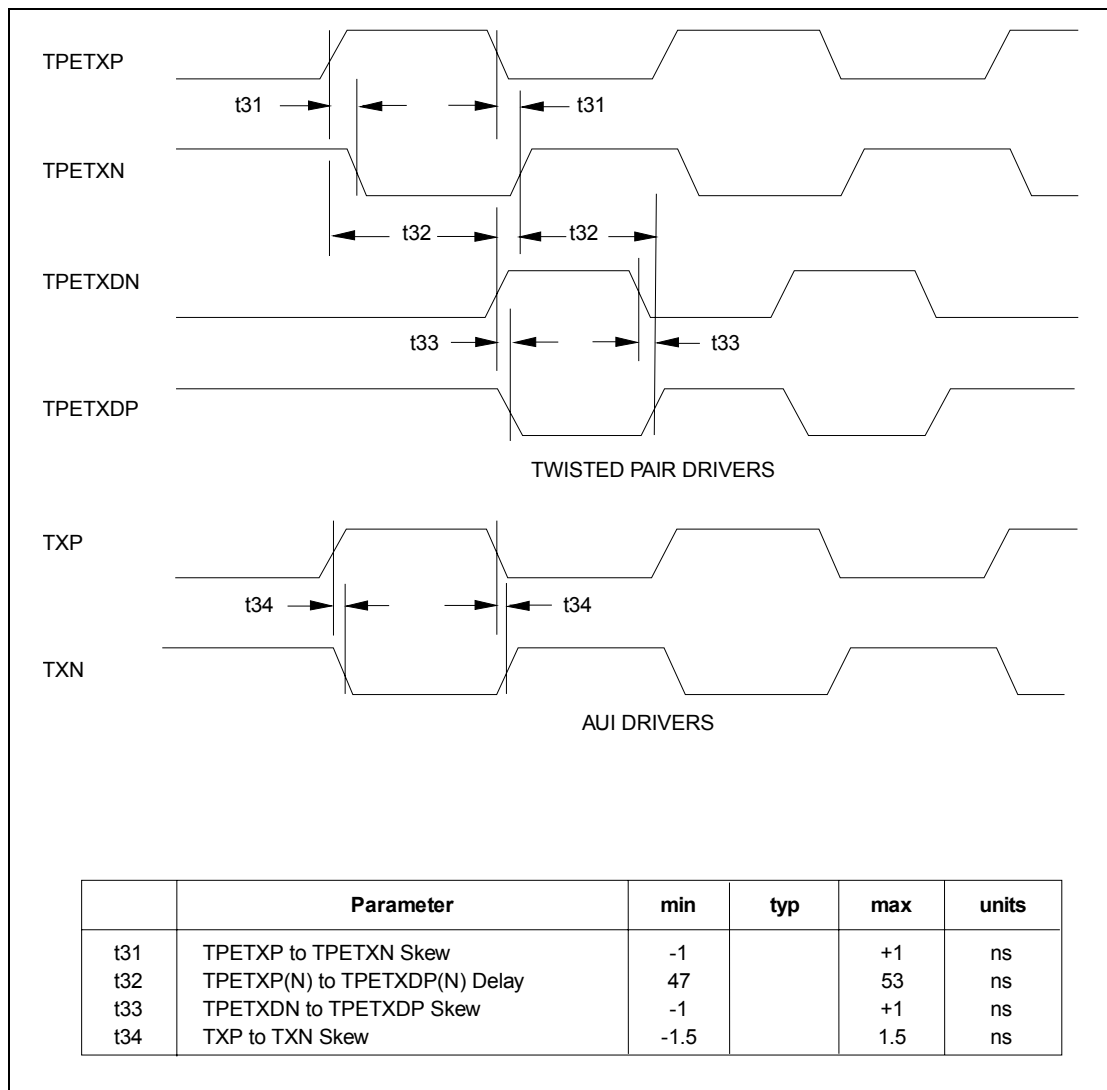 TPETXP
t31 t31
TPETXN
t32 t32
TPETXDN
t33 t33
TPETXDP
TWISTED PAIR DRIVERS
TXP
t34 t34
TXN
AUI DRIVERS
Parameter min typ max units
t31 TPETXP to TPETXN Skew -1 +1 ns
t32 TPETXP(N) to TPETXDP(N) Delay 47 53 ns
t33 TPETXDN to TPETXDP Skew -1 +1 ns
t34 TXP to TXN Skew -1.5 1.5 ns